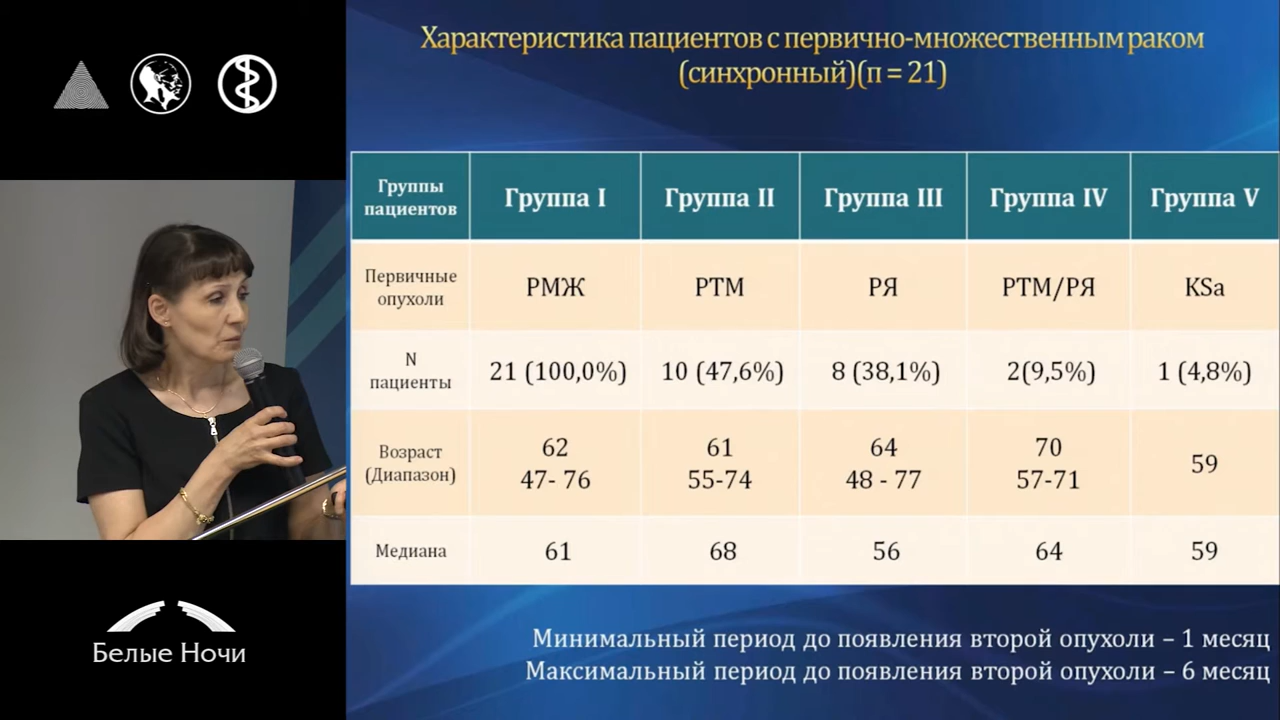 Характеристика пациентов с первично-множественным раком
(синхронный)(п = 21)
Группы пациентов Группа I Группа II Группа III Группа IV Группа V
Первичные опухоли РМЖ РТМ РЯ РТМ/РЯ KSa
N пациенты 21 (100,0%) 10 (47,6%) 8 (38,1%) 2(9,5%) 1 (4,8%)
Возраст (Диапазон) 62 47- 76 61 55-74 64 48 - 77 70 57-71 59
Медиана 61 68 56 64 59
Минимальный период до появления второй опухоли – 1 месяц
Максимальный период до появления второй опухоли – 6 месяц
Белые Ночи